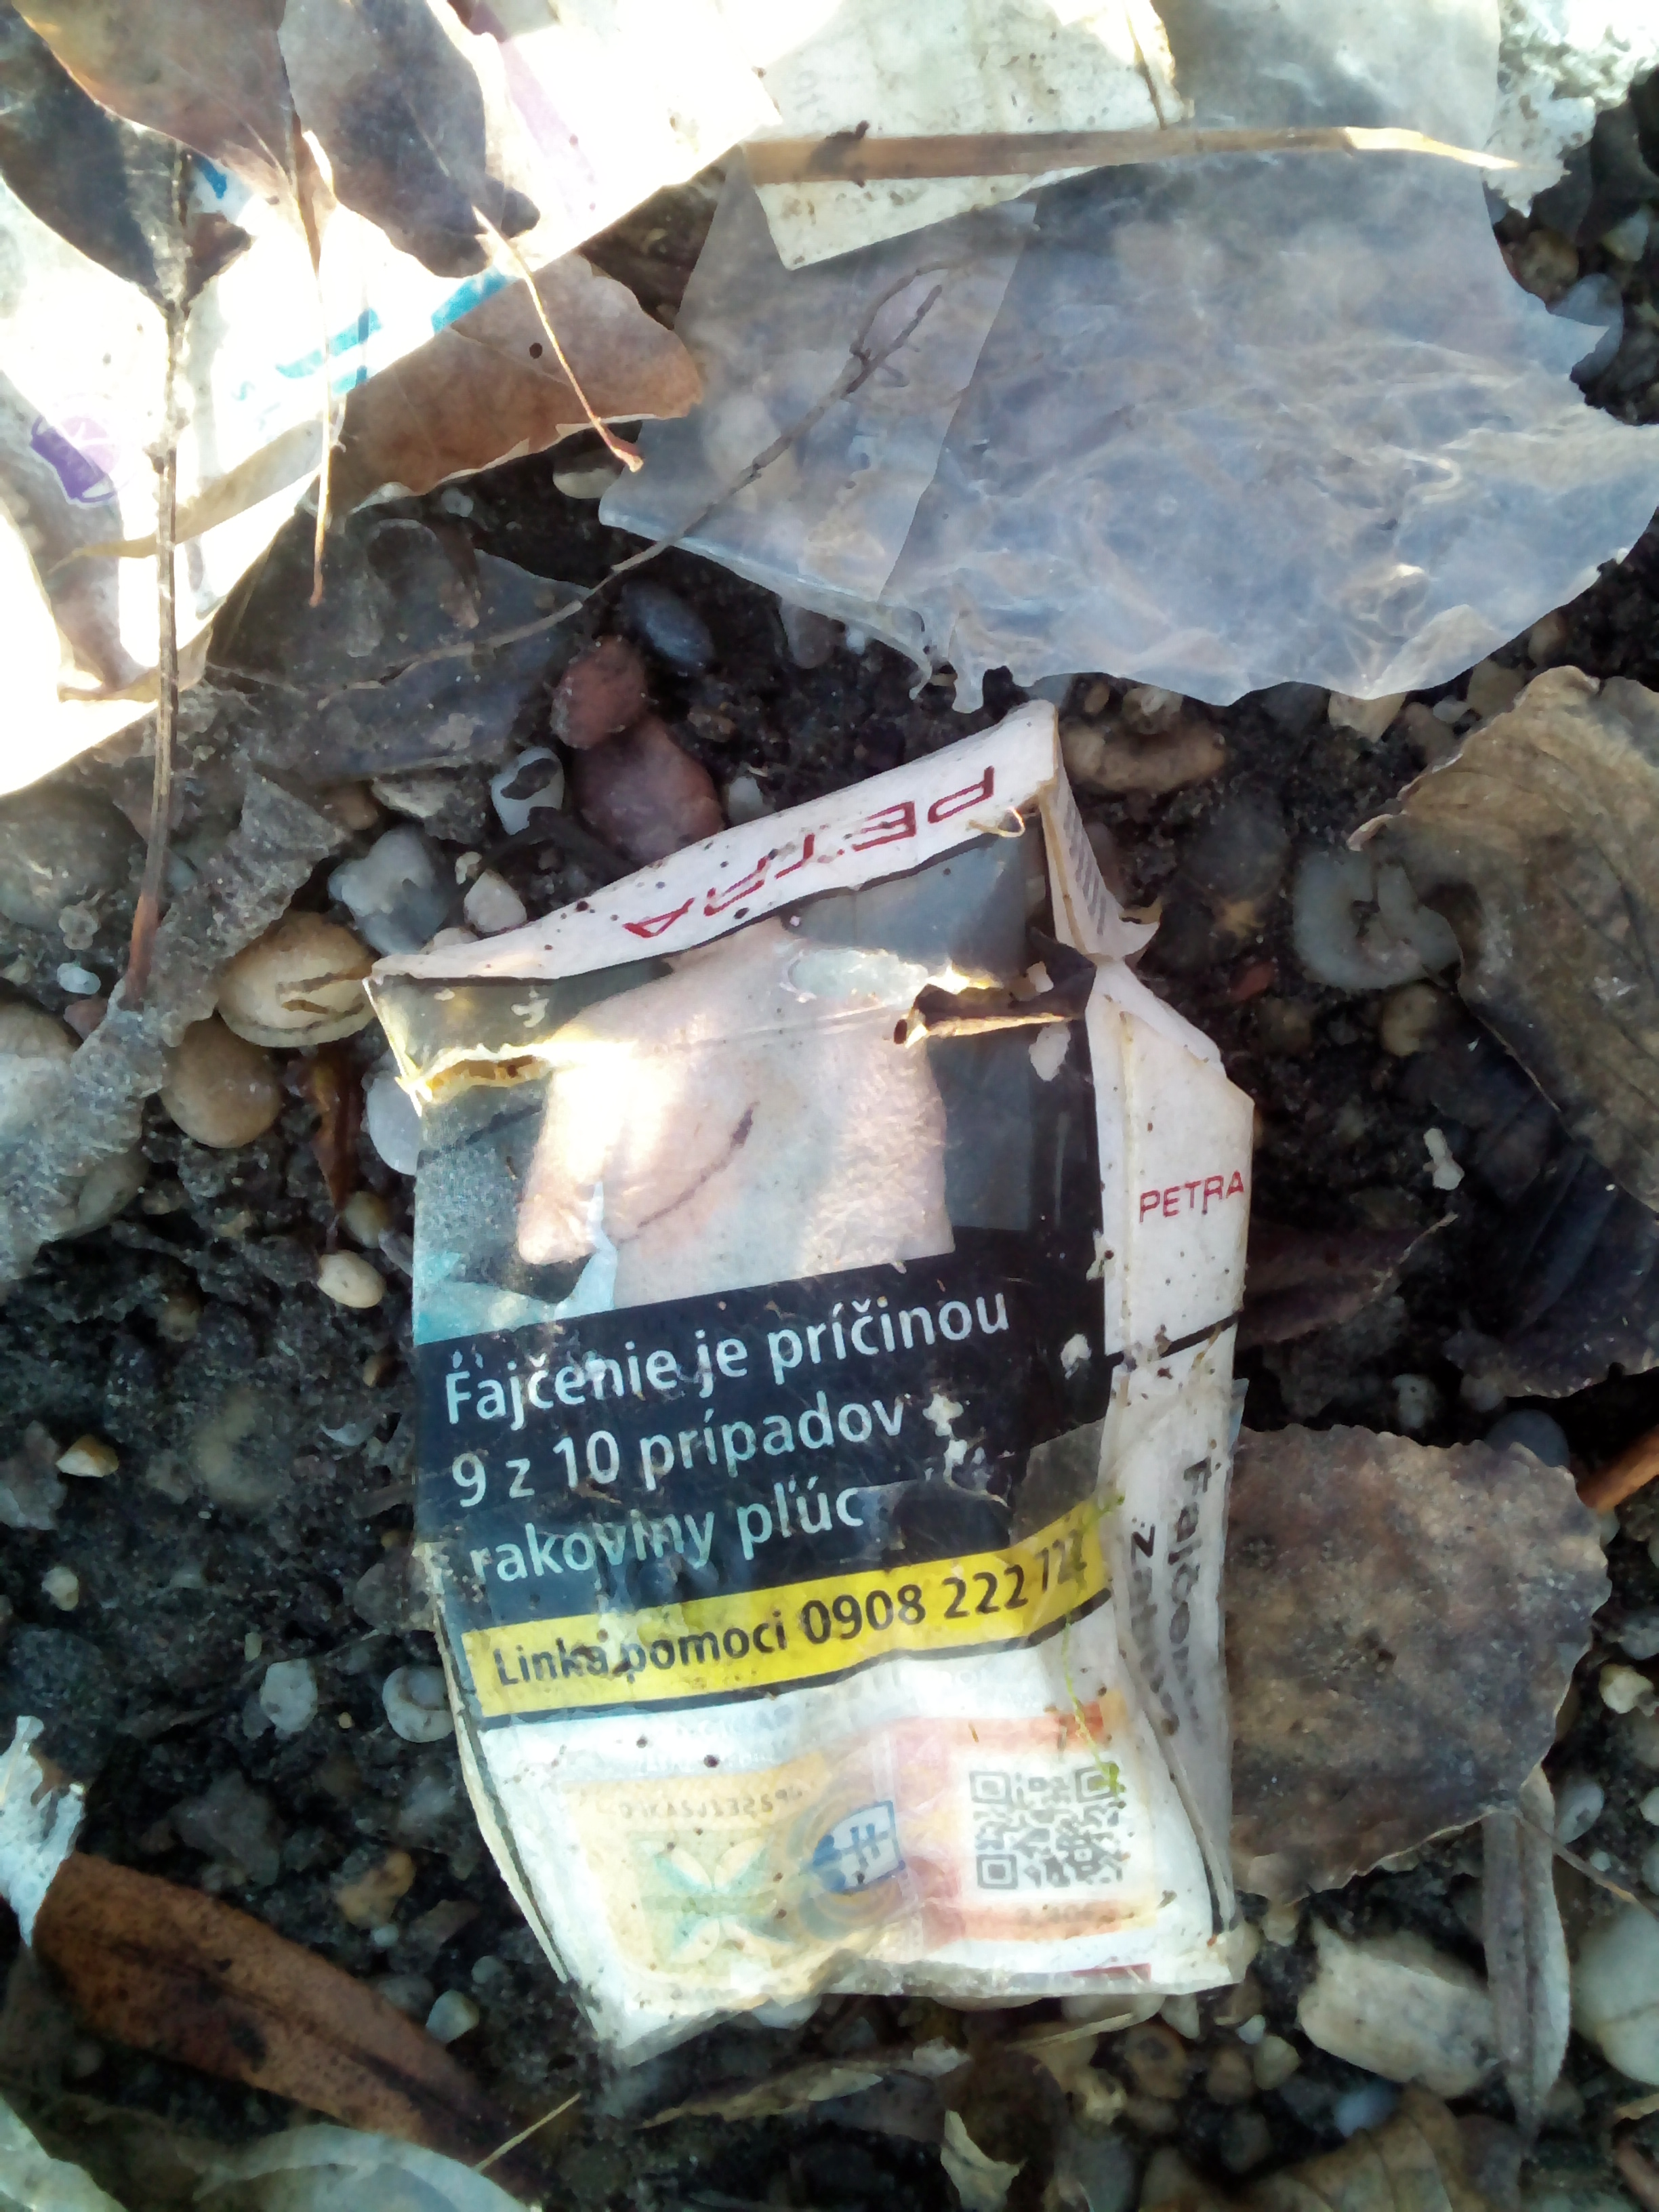 PETRA
PETRA
Fajčenie je príčinou
9 z 10 prípadov
rakoviny pľúc
Linka pomoci 0908 222 722